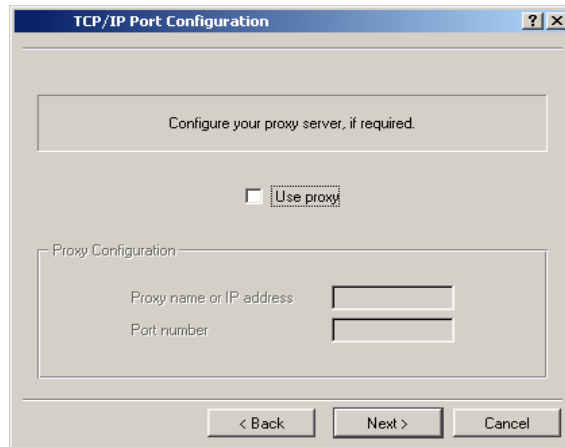 TCP/IP Port Configuration
Configure your proxy server, if required.
Use proxy
Proxy Configuration
Proxy name or IP address
Port number
< Back Next > Cancel